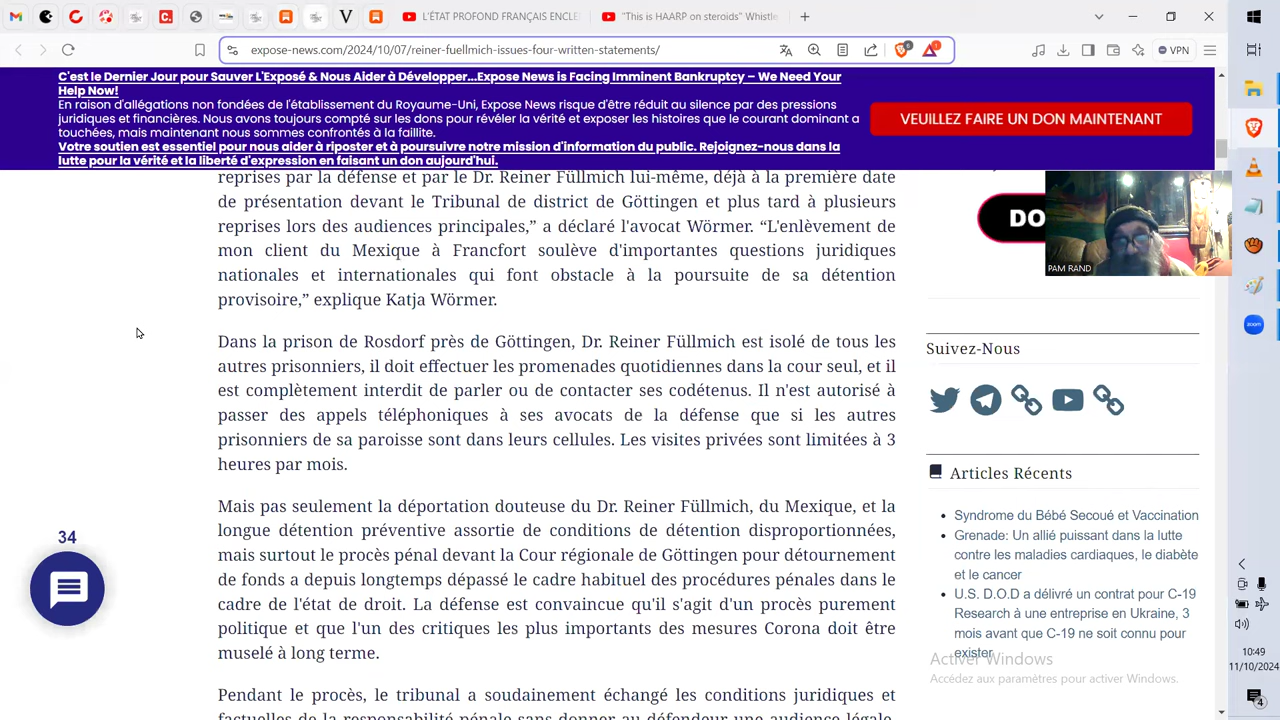 L'ÉTAT PROFOND FRANÇAIS ENCLE
"This is HAARP on steroids" Whistle
expose-news.com/2024/10/07/reiner-fuellmich-issues-four-written-statements/
6
1
VPN
C'est le Dernier Jour pour Sauver L'Exposé & Nous Aider à Développer...Expose News is Facing Imminent Bankruptcy – We Need Your
Help Now!
En raison d'allégations non fondées de l'établissement du Royaume-Uni, Expose News risque d'être réduit au silence par des pressions
juridiques et financières. Nous avons toujours compté sur les dons pour révéler la vérité et exposer les histoires que le courant dominant a
touchées, mais maintenant nous sommes confrontés à la faillite.
Votre soutien est essentiel pour nous aider à riposter et à poursuivre notre mission d'information du public. Rejoignez-nous dans la
lutte pour la vérité et la liberté d'expression en faisant un don aujourd'hui.
VEUILLEZ FAIRE UN DON MAINTENANT
reprises par la défense et par le Dr. Reiner Füllmich lui-même, déjà à la première date
de présentation devant le Tribunal de district de Göttingen et plus tard à plusieurs
reprises lors des audiences principales,” a déclaré l'avocat Wörmer. “L'enlèvement de
mon client du Mexique à Francfort soulève d'importantes questions juridiques
nationales et internationales qui font obstacle à la poursuite de sa détention
provisoire,” explique Katja Wörmer.
Dans la prison de Rosdorf près de Göttingen, Dr. Reiner Füllmich est isolé de tous les
autres prisonniers, il doit effectuer les promenades quotidiennes dans la cour seul, et il
est complètement interdit de parler ou de contacter ses codétenus. Il n'est autorisé à
passer des appels téléphoniques à ses avocats de la défense que si les autres
prisonniers de sa paroisse sont dans leurs cellules. Les visites privées sont limitées à 3
heures par mois.
Mais pas seulement la déportation douteuse du Dr. Reiner Füllmich, du Mexique, et la
longue détention préventive assortie de conditions de détention disproportionnées,
mais surtout le procès pénal devant la Cour régionale de Göttingen pour détournement
de fonds a depuis longtemps dépassé le cadre habituel des procédures pénales dans le
cadre de l'état de droit. La défense est convaincue qu'il s'agit d'un procès purement
politique et que l'un des critiques les plus importants des mesures Corona doit être
muselé à long terme.
Pendant le procès, le tribunal a soudainement échangé les conditions juridiques et
factuelles de la responsabilité pénale sans donner au défendeur une audience légale.
34
DO
PAM RAND
Suivez-Nous
Articles Récents
Syndrome du Bébé Secoué et Vaccination
Grenade: Un allié puissant dans la lutte
contre les maladies cardiaques, le diabète
et le cancer
U.S. D.O.D a délivré un contrat pour C-19
Research à une entreprise en Ukraine, 3
mois avant que C-19 ne soit connu pour
exister
Activer Windows
Accédez aux paramètres pour activer Windows.
zoom
10:49
11/10/2024
4